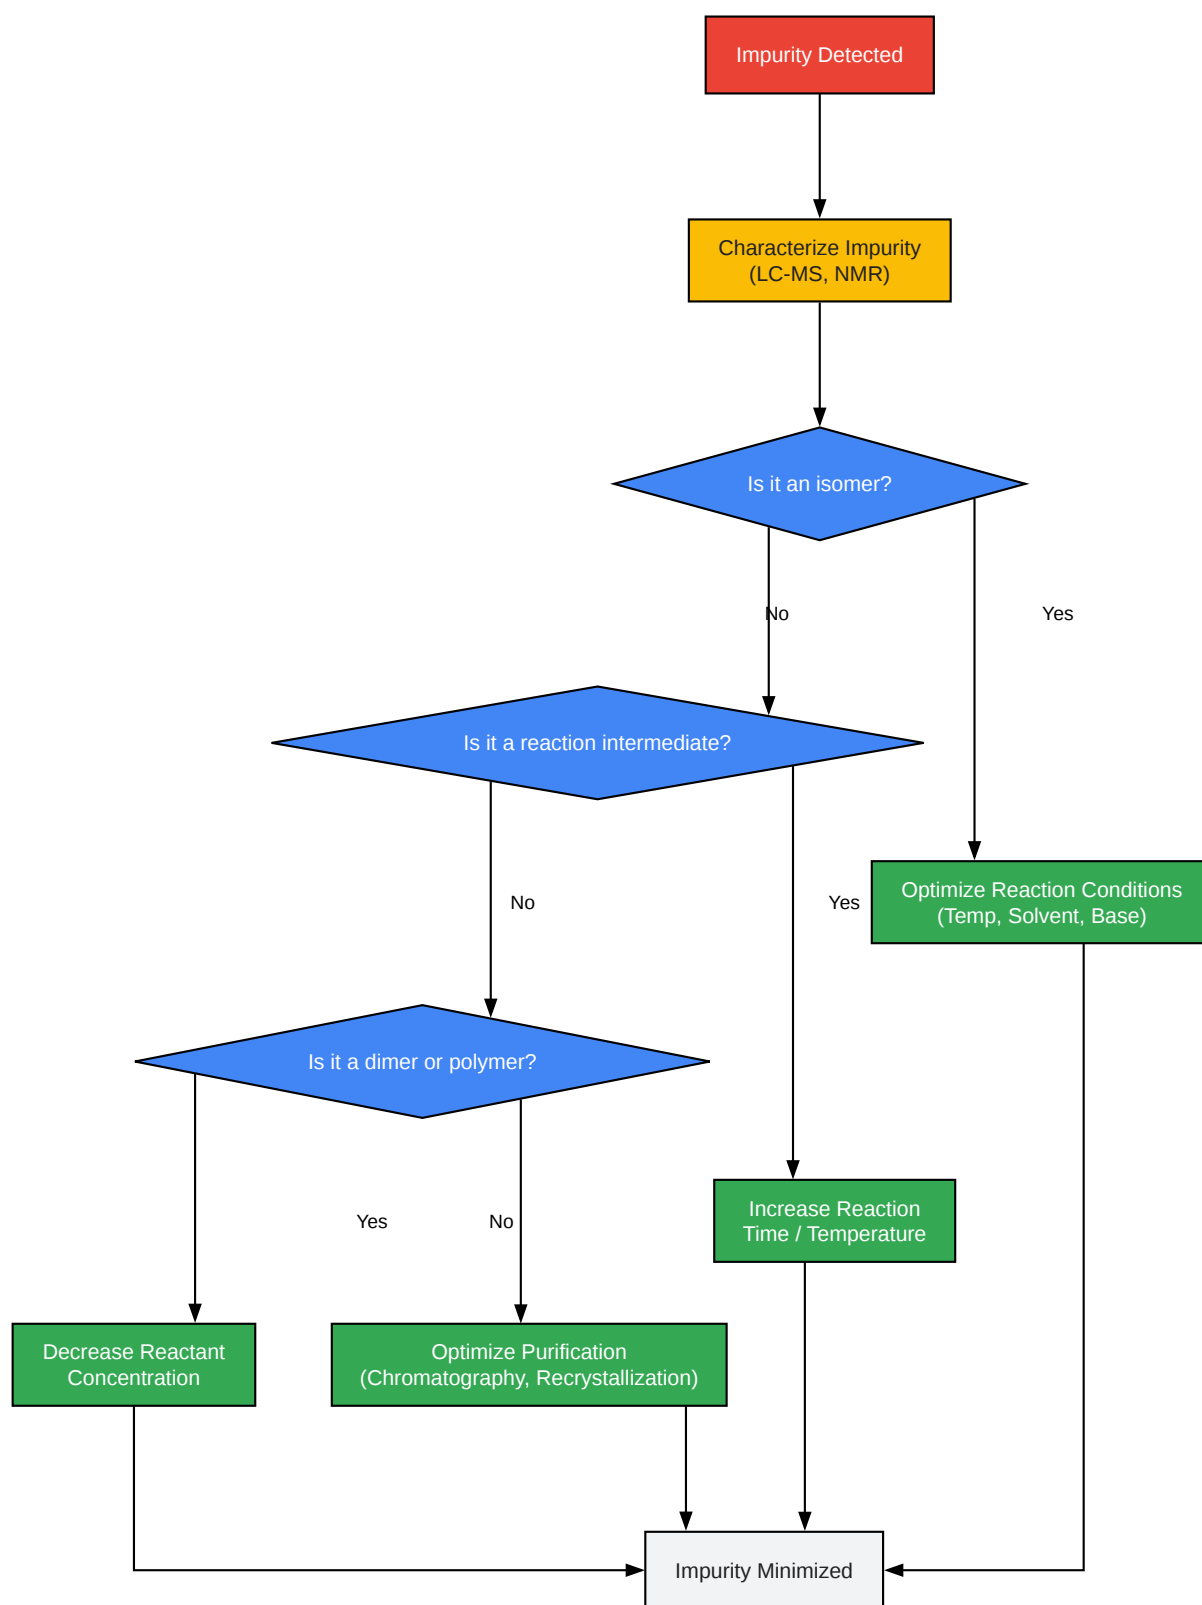 Impurity Detected
Characterize Impurity
(LC-MS, NMR)
Is it an isomer?
No
Yes
Is it a reaction intermediate?
No
Yes
Optimize Reaction Conditions
(Temp, Solvent, Base)
Is it a dimer or polymer?
Yes
No
Increase Reaction
Time / Temperature
Decrease Reactant
Concentration
Optimize Purification
(Chromatography, Recrystallization)
Impurity Minimized